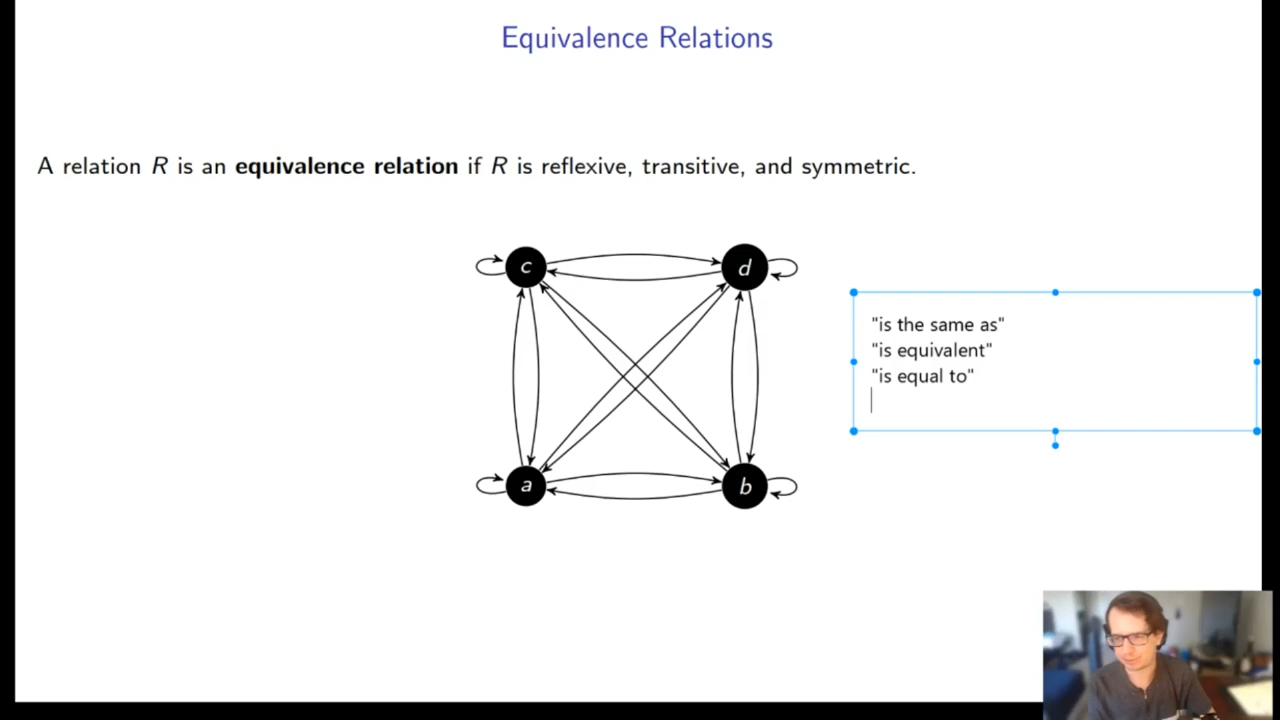 Equivalence Relations
A relation R is an equivalence relation if R is reflexive, transitive, and symmetric.
c
d
"is the same as"
"is equivalent"
"is equal to"
a
b